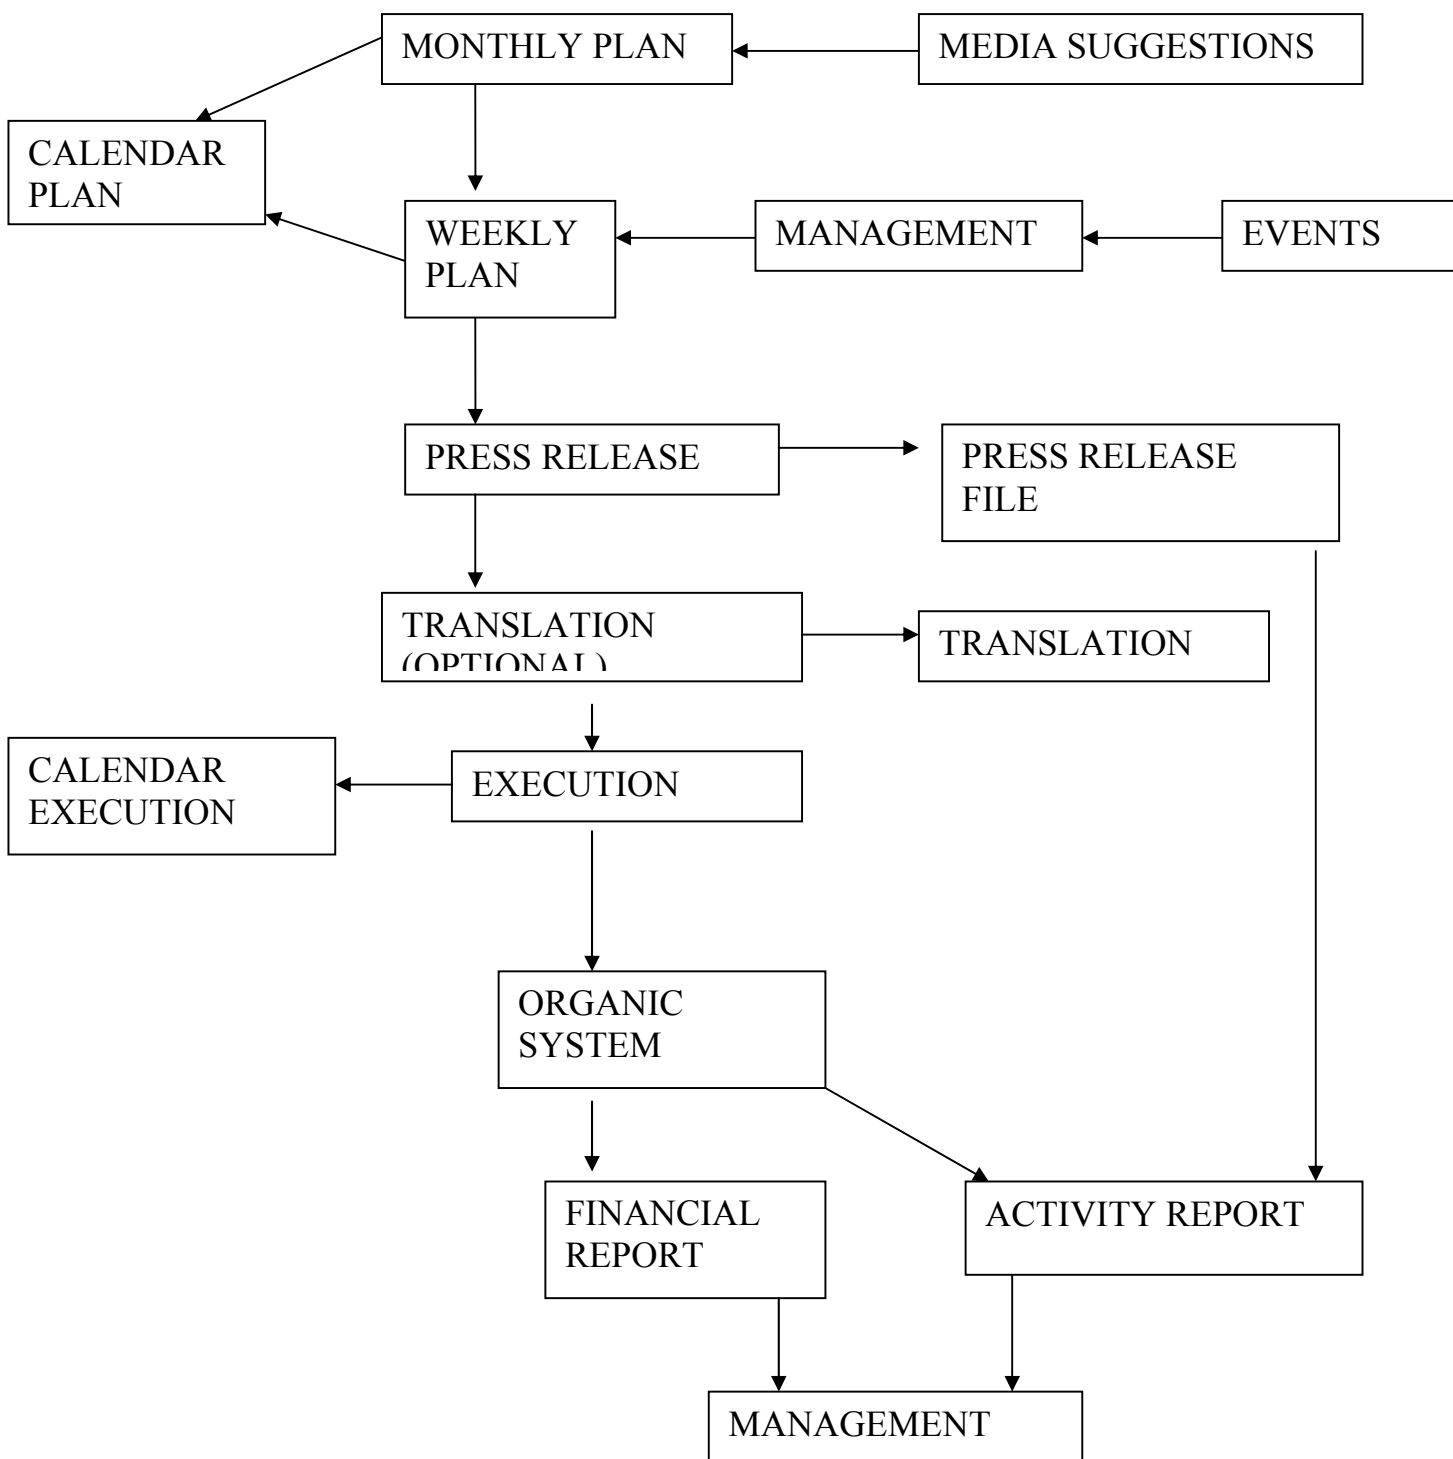 MONTHLY PLAN
MEDIA SUGGESTIONS
CALENDAR
PLAN
WEEKLY
PLAN
MANAGEMENT
EVENTS
PRESS RELEASE
PRESS RELEASE
FILE
TRANSLATION
(OPTIONAL)
TRANSLATION
CALENDAR
EXECUTION
EXECUTION
ORGANIC
SYSTEM
FINANCIAL
REPORT
ACTIVITY REPORT
MANAGEMENT